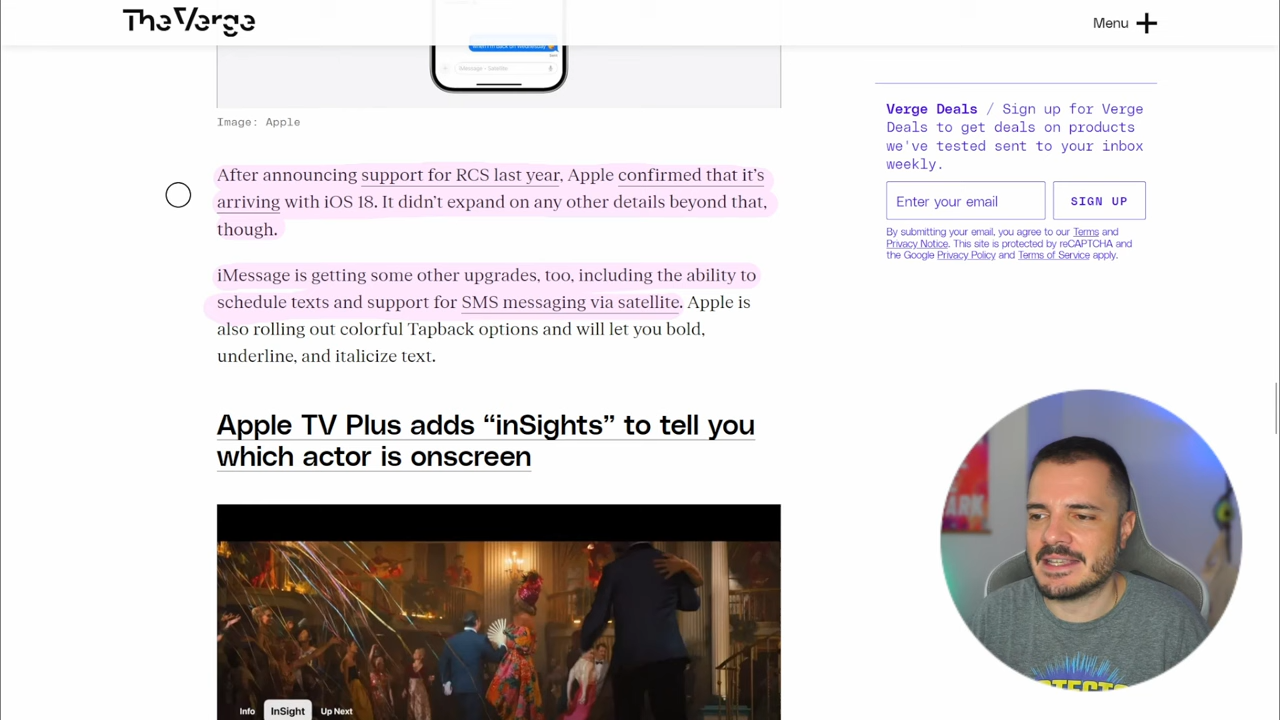 The Verge
Menu
when I'm back on Wednesday
iMessage • Satellite
Image: Apple
After announcing support for RCS last year, Apple confirmed that it's
arriving with iOS 18. It didn't expand on any other details beyond that,
though.
iMessage is getting some other upgrades, too, including the ability to
schedule texts and support for SMS messaging via satellite. Apple is
also rolling out colorful Tapback options and will let you bold,
underline, and italicize text.
Apple TV Plus adds “inSights” to tell you
which actor is onscreen
Info InSight Up Next
Verge Deals / Sign up for Verge
Deals to get deals on products
we've tested sent to your inbox
weekly.
Enter your email SIGN UP
By submitting your email, you agree to our Terms and
Privacy Notice. This site is protected by reCAPTCHA and
the Google Privacy Policy and Terms of Service apply.